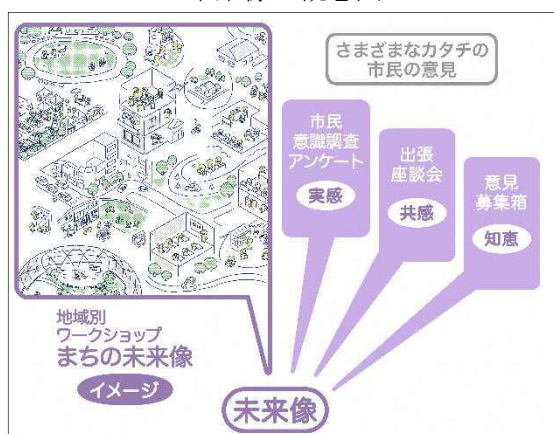 さまざまなカタチの
市民の意見
市民
意識調査
アンケート
実感
出張
座談会
共感
意見
募集箱
知恵
地域別
ワークショップ
まちの未来像
イメージ
未来像